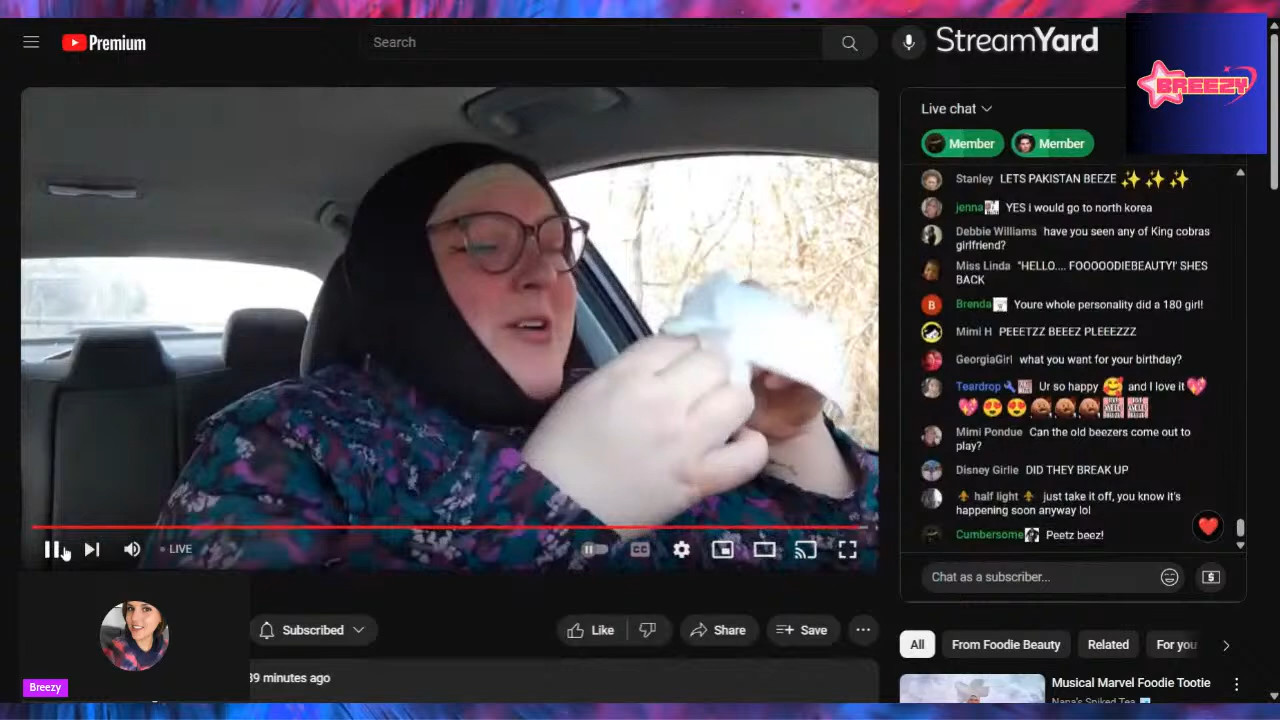 Premium
Search
StreamYard
BREEZY
Live chat
Member
Member
Stanley LETS PAKISTAN BEEZE
jenna YES i would go to north korea
Debbie Williams have you seen any of King cobras
girlfriend?
Miss Linda "HELLO.... FOOOOODIEBEAUTY!' SHES
BACK
Brenda Youre whole personality did a 180 girl!
Mimi H PEEETZZ BEEEZ PLEEEZZZ
GeorgiaGirl what you want for your birthday?
Teardrop Ur so happy and I love it
Mimi Pondue Can the old beezers come out to
play?
Disney Girlie DID THEY BREAK UP
half light just take it off, you know it's
happening soon anyway lol
Cumbersome Peetz beez!
LIVE
CC
Chat as a subscriber...
Subscribed
Like
Share
Save
All
From Foodie Beauty
Related
For you
B
Breezy
39 minutes ago
Musical Marvel Foodie Tootie
Nana's Spiked Tea